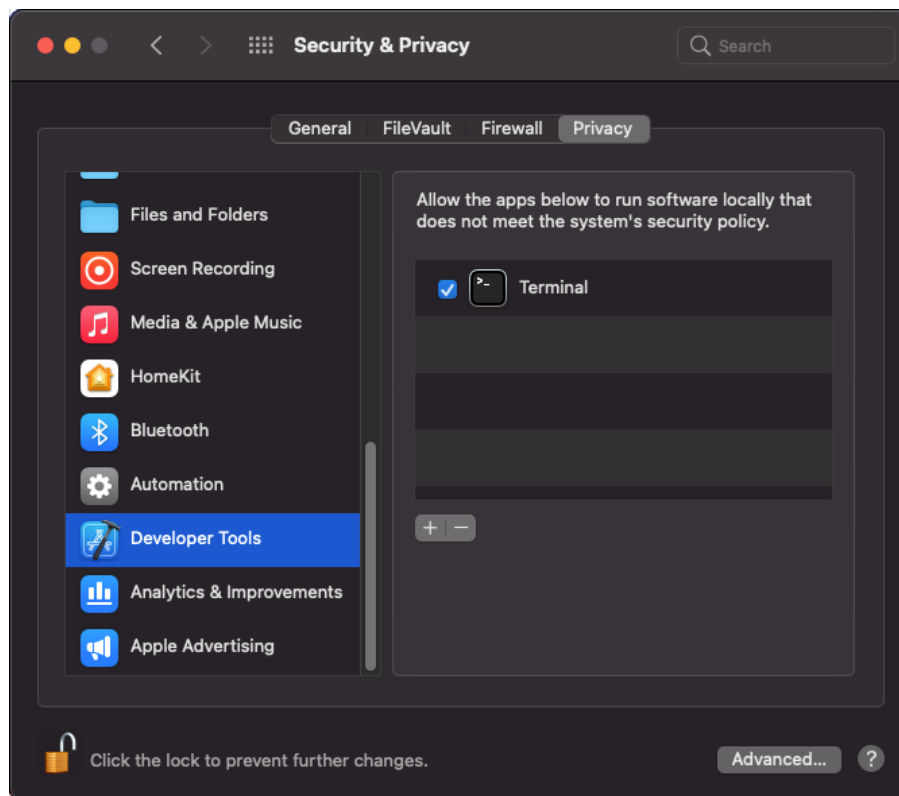 Security & Privacy
Search
General FileVault Firewall Privacy
Files and Folders
Screen Recording
Media & Apple Music
HomeKit
Bluetooth
Automation
Developer Tools
Analytics & Improvements
Apple Advertising
Allow the apps below to run software locally that
does not meet the system's security policy.
>_ Terminal
+ −
Click the lock to prevent further changes.
Advanced... ?